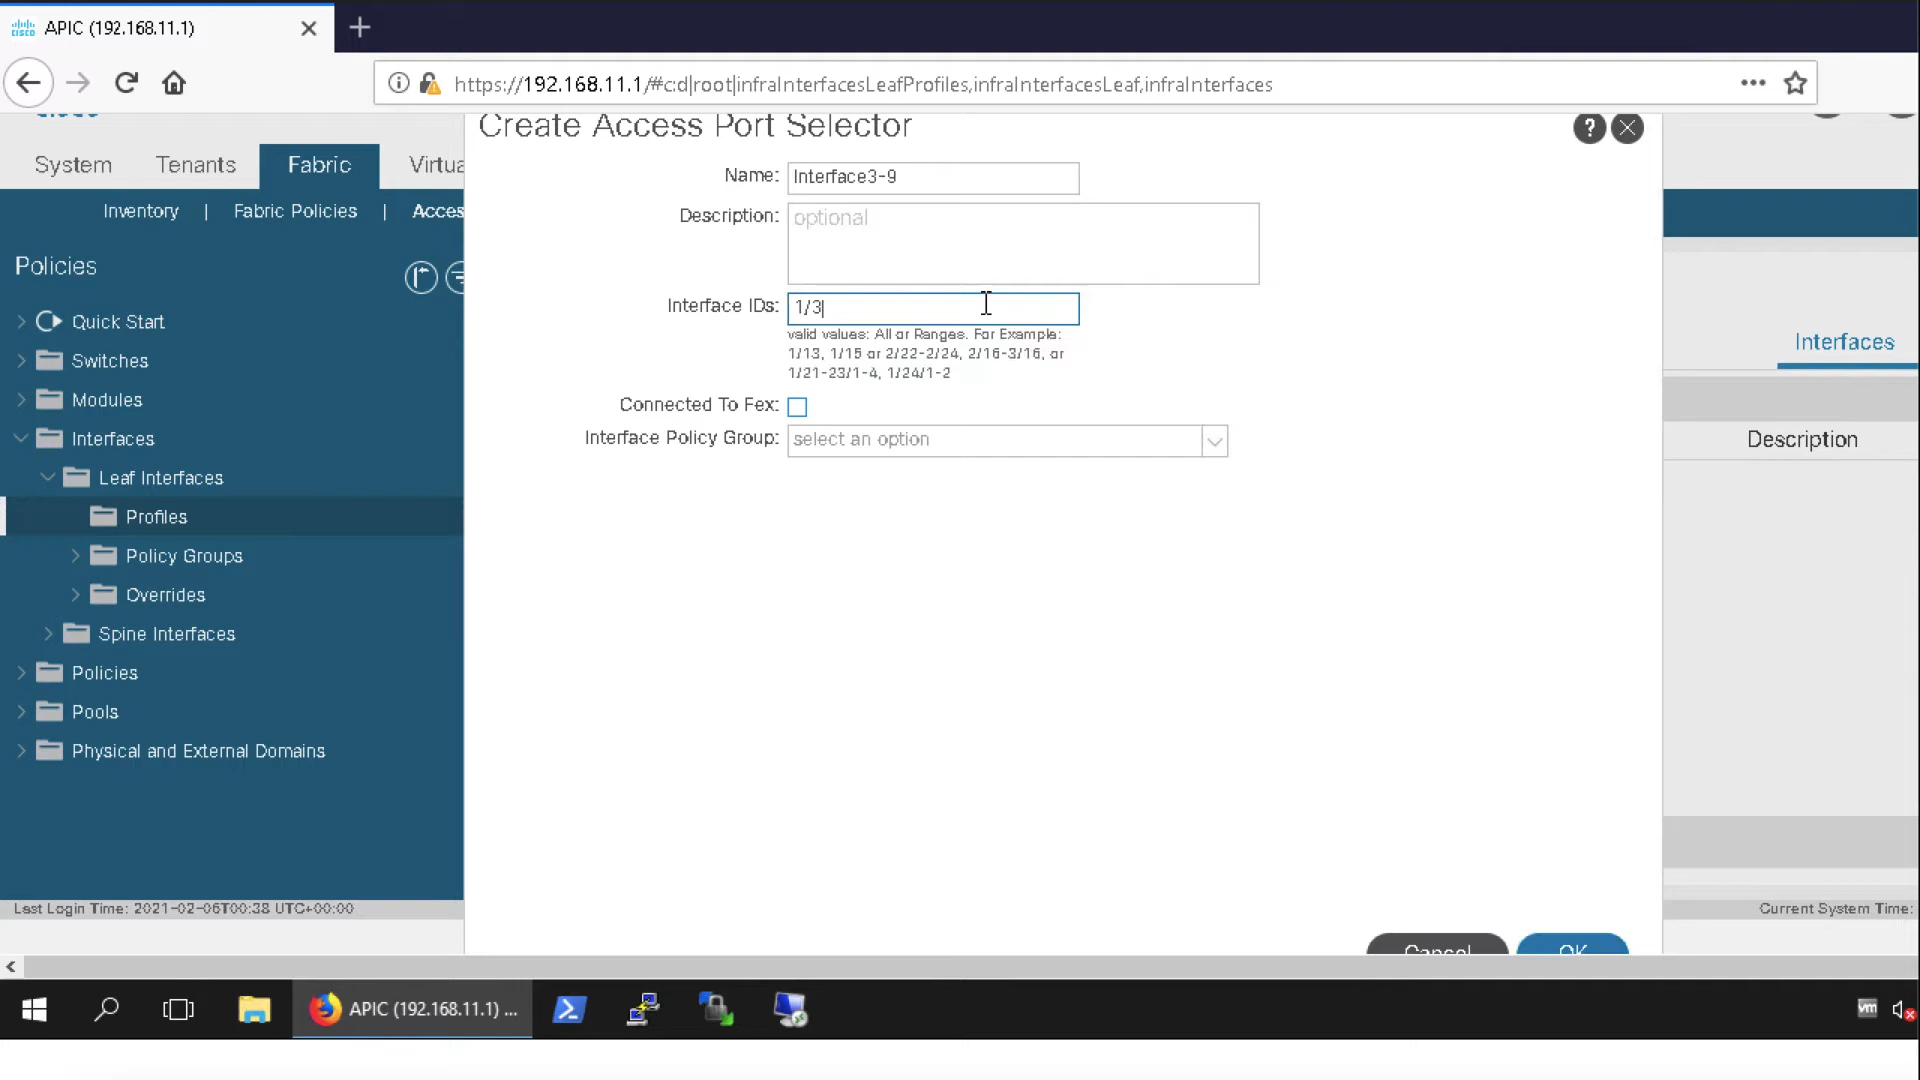 APIC (192.168.11.1)
https://192.168.11.1/#c:d|root|infraInterfacesLeafProfiles,infraInterfacesLeaf,infraInterfaces
Create Access Port Selector
System
Tenants
Fabric
Virtua
Inventory | Fabric Policies | Acces
Policies
Quick Start
Switches
Modules
Interfaces
Leaf Interfaces
Profiles
Policy Groups
Overrides
Spine Interfaces
Policies
Pools
Physical and External Domains
Name: Interface3-9
Description: optional
Interface IDs: 1/3
valid values: All or Ranges. For Example:
1/13, 1/15 or 2/22-2/24, 2/16-3/16, or
1/21-23/1-4, 1/24/1-2
Connected To Fex:
Interface Policy Group: select an option
Interfaces
Description
Cancel
OK
Last Login Time: 2021-02-06T00:38 UTC+00:00
Current System Time:
APIC (192.168.11.1) ...
vm